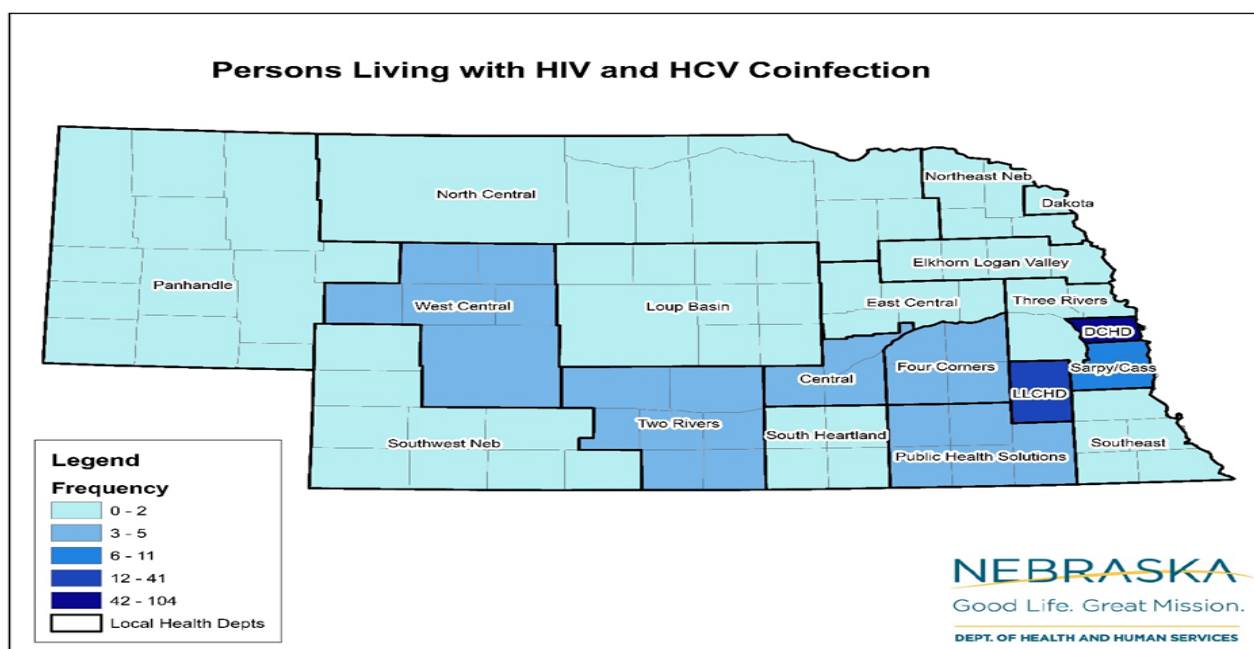 Persons Living with HIV and HCV Coinfection
Northeast Neb
North Central
Dakota
Elkhorn Logan Valley
Panhandle
West Central
Loup Basin
East Central
Three Rivers
DCHD
Four Corners
Sarpy/Cass
Central
LLCHD
Two Rivers
South Heartland
Southwest Neb
Southeast
Public Health Solutions
Legend
Frequency
0 - 2
3 - 5
6 - 11
12 - 41
42 - 104
Local Health Depts
NEBRASKA
Good Life. Great Mission.
DEPT. OF HEALTH AND HUMAN SERVICES